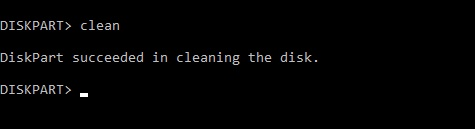 DISKPART> clean
DiskPart succeeded in cleaning the disk.
DISKPART>